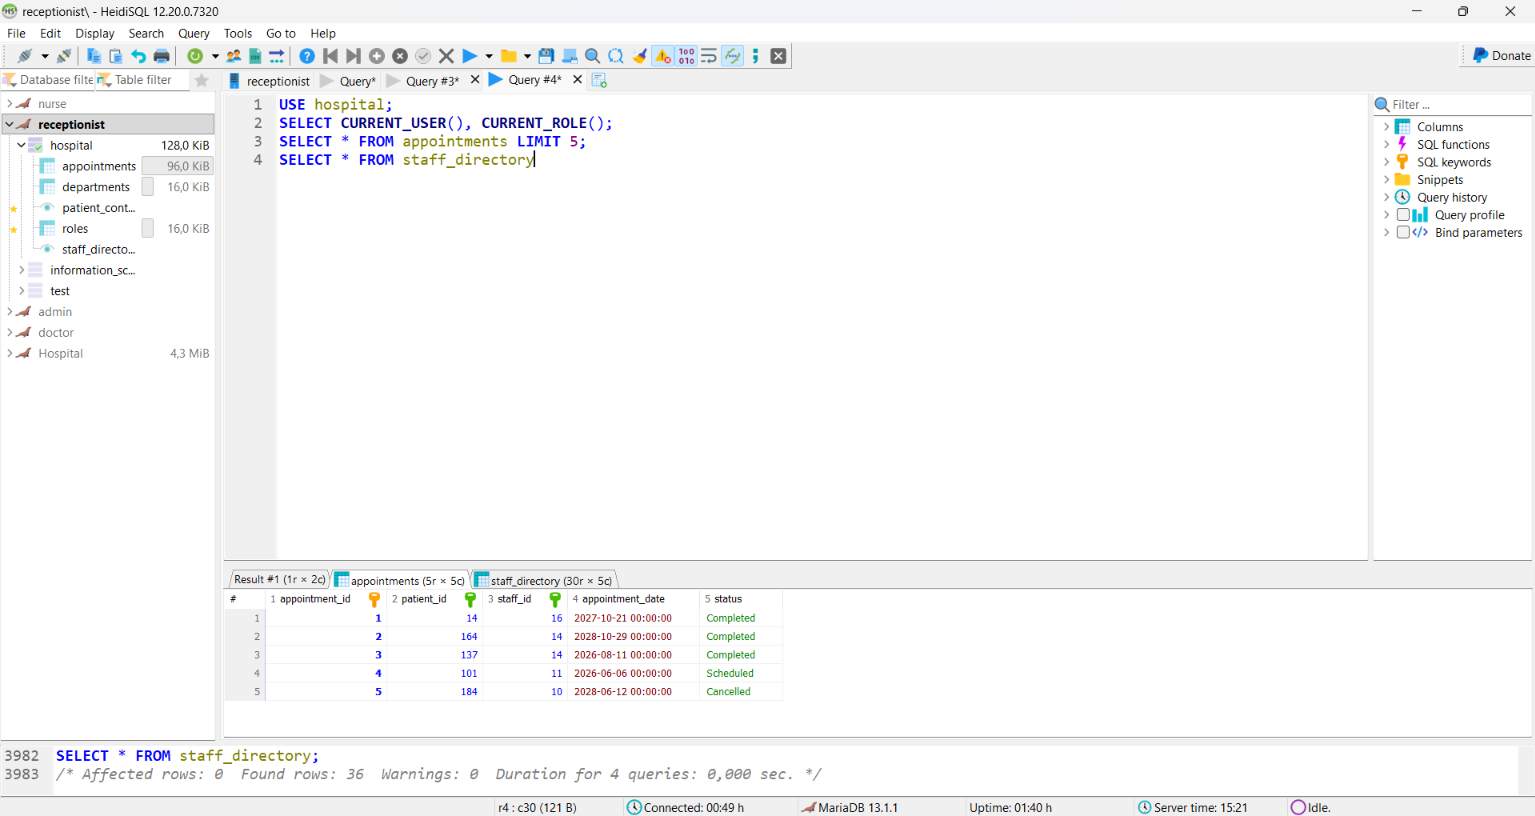 receptionist\ - HeidiSQL 12.20.0.7320
File Edit Display Search Query Tools Go to Help
Donate
Database filte Table filter
receptionist Query* Query #3* Query #4*
nurse
receptionist
hospital 128,0 KiB
appointments 96,0 KiB
departments 16,0 KiB
patient_cont...
roles 16,0 KiB
staff_directo...
information_sc...
test
admin
doctor
Hospital 4,3 MiB
1 USE hospital;
2 SELECT CURRENT_USER(), CURRENT_ROLE();
3 SELECT * FROM appointments LIMIT 5;
4 SELECT * FROM staff_directory
Filter ...
Columns
SQL functions
SQL keywords
Snippets
Query history
Query profile
Bind parameters
Result #1 (1r × 2c) appointments (5r × 5c) staff_directory (30r × 5c)
# 1 appointment_id 2 patient_id 3 staff_id 4 appointment_date 5 status
1 1 14 16 2027-10-21 00:00:00 Completed
2 2 164 14 2028-10-29 00:00:00 Completed
3 3 137 14 2026-08-11 00:00:00 Completed
4 4 101 11 2026-06-06 00:00:00 Scheduled
5 5 184 10 2028-06-12 00:00:00 Cancelled
3982 SELECT * FROM staff_directory;
3983 /* Affected rows: 0 Found rows: 36 Warnings: 0 Duration for 4 queries: 0,000 sec. */
r4 : c30 (121 B) Connected: 00:49 h MariaDB 13.1.1 Uptime: 01:40 h Server time: 15:21 Idle.